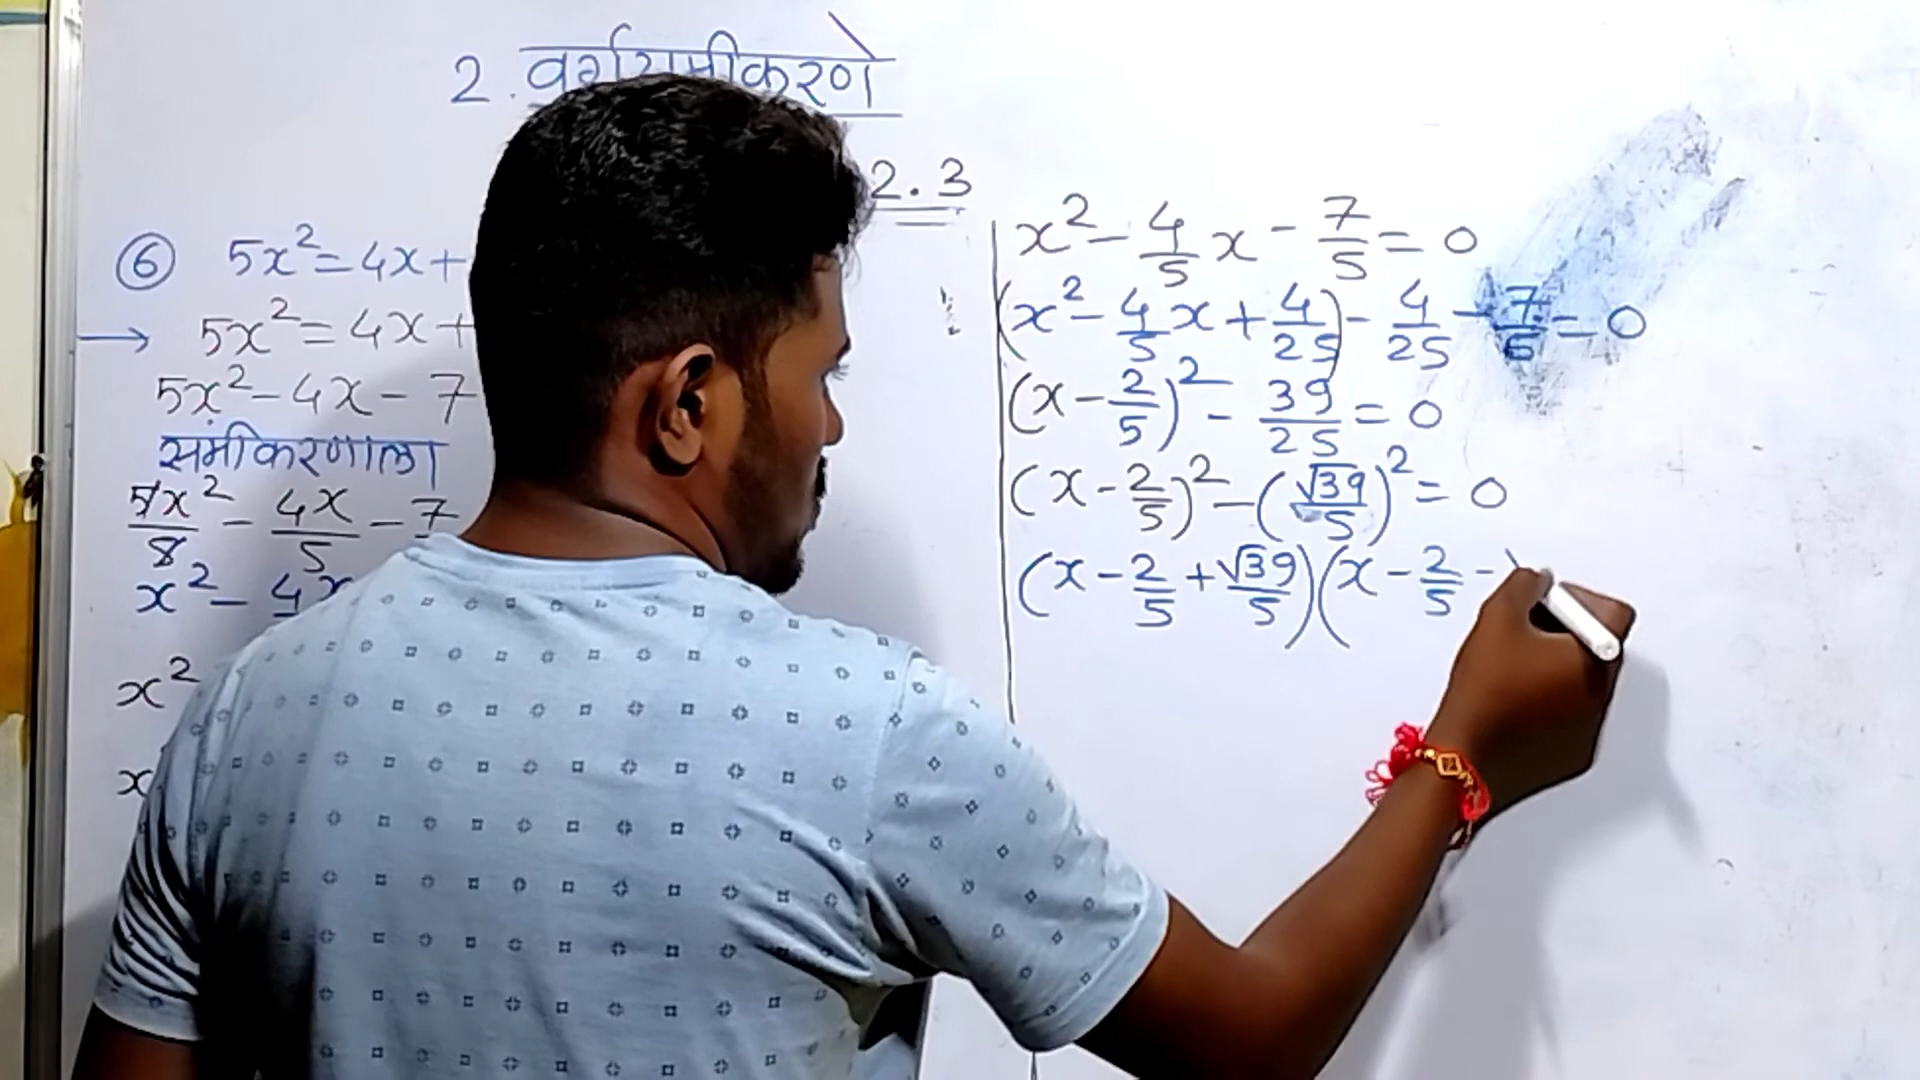 2. वर्गसमीकरणे
2.3
⑥ 5x² = 4x +
→ 5x² = 4x +
5x² - 4x - 7
समीकरणाला
5x²/5 - 4x/5 - 7
x² - 4x
x²
x
x² - 4/5 x - 7/5 = 0
(x² - 4/5 x + 4/25) - 4/25 - 7/5 = 0
(x - 2/5)² - 39/25 = 0
(x - 2/5)² - (√39/5)² = 0
(x - 2/5 + √39/5)(x - 2/5 -